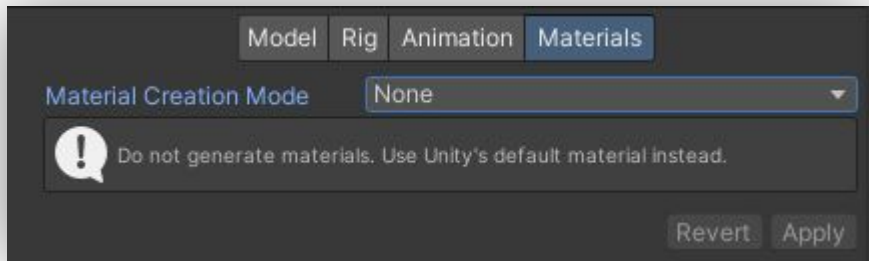 Model Rig Animation Materials
Material Creation Mode None
Do not generate materials. Use Unity's default material instead.
Revert Apply